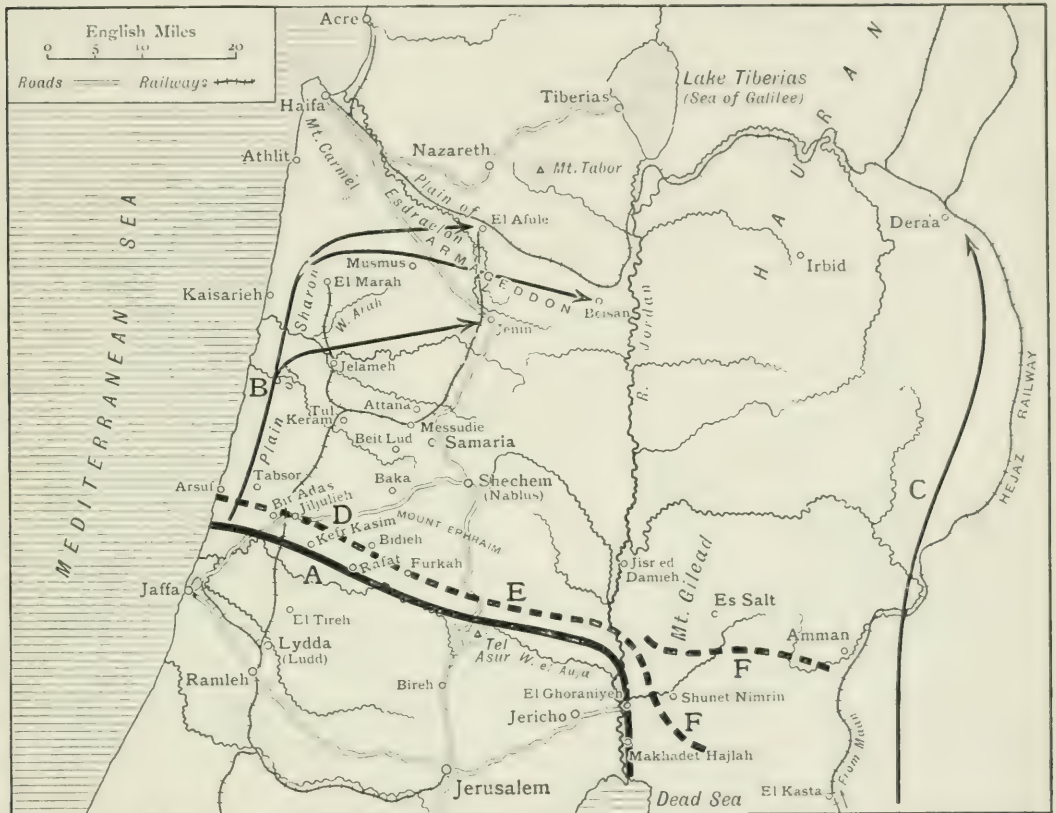 English Miles
0 5 10 20
Roads Railways
Acre
Haifa
Mt. Carmel
Athlit
Nazareth
Tiberias
Lake Tiberias
(Sea of Galilee)
Mt. Tabor
Plain of
Esdraelon
El Afule
ARMAGEDDON
Musmus
El Marah
W. Arah
Kaisarieh
Beisan
Jenin
HAURAN
Irbid
Dera'a
R. Jordan
MEDITERRANEAN SEA
Plain of Sharon
B
Jelameh
Attana
Tul
Keram
Messudie
Beit Lud
Samaria
Tabsor
Arsuf
Baka
Shechem
(Nablus)
Bir Adas
Jiljulieh
D
MOUNT EPHRAIM
Kefr Kasim
Bidieh
A
Rafat
Furkah
E
Jisr ed
Damieh
Mt. Gilead
Es Salt
Amman
F
C
HEJAZ RAILWAY
Jaffa
El Tireh
Lydda
(Ludd)
Ramleh
Tel
Asur
W. el Auja
Bireh
El Ghoraniyeh
Shunet Nimrin
Jericho
F
Makhadet Hajlah
Jerusalem
Dead Sea
El Kasta
From Maan